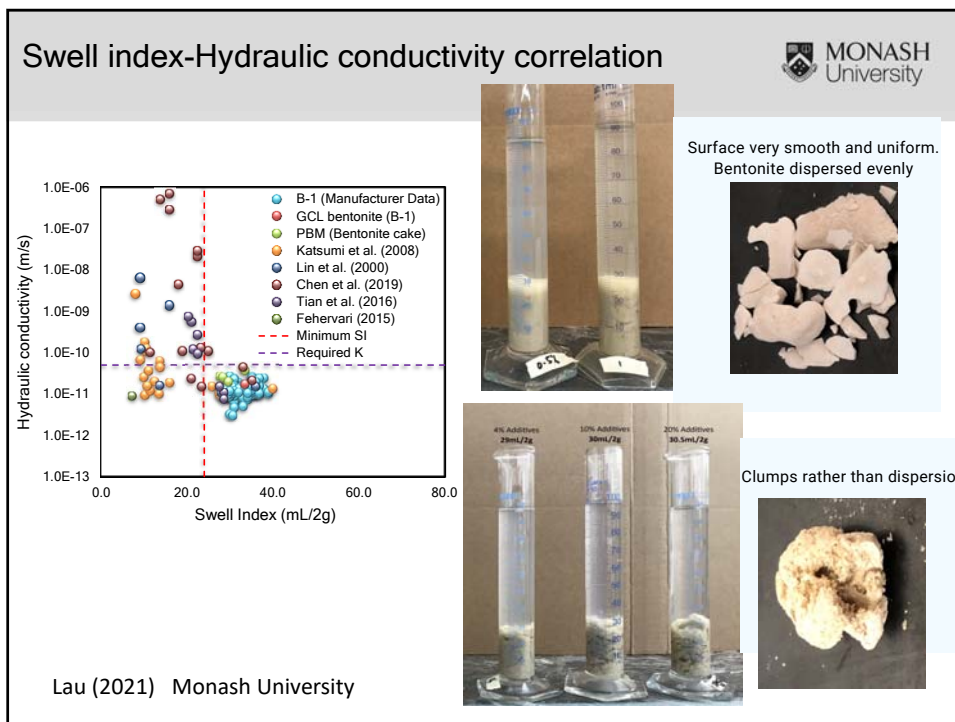 Swell index-Hydraulic conductivity correlation
MONASH
University
Hydraulic conductivity (m/s)
1.0E-06
1.0E-07
1.0E-08
1.0E-09
1.0E-10
1.0E-11
1.0E-12
1.0E-13
0.0 20.0 40.0 60.0 80.0
Swell Index (mL/2g)
B-1 (Manufacturer Data)
GCL bentonite (B-1)
PBM (Bentonite cake)
Katsumi et al. (2008)
Lin et al. (2000)
Chen et al. (2019)
Tian et al. (2016)
Fehervari (2015)
Minimum SI
Required K
Surface very smooth and uniform.
Bentonite dispersed evenly
1
4% Additives
29mL/2g
10% Additives
30mL/2g
20% Additives
30.5mL/2g
Clumps rather than dispersio
Lau (2021) Monash University